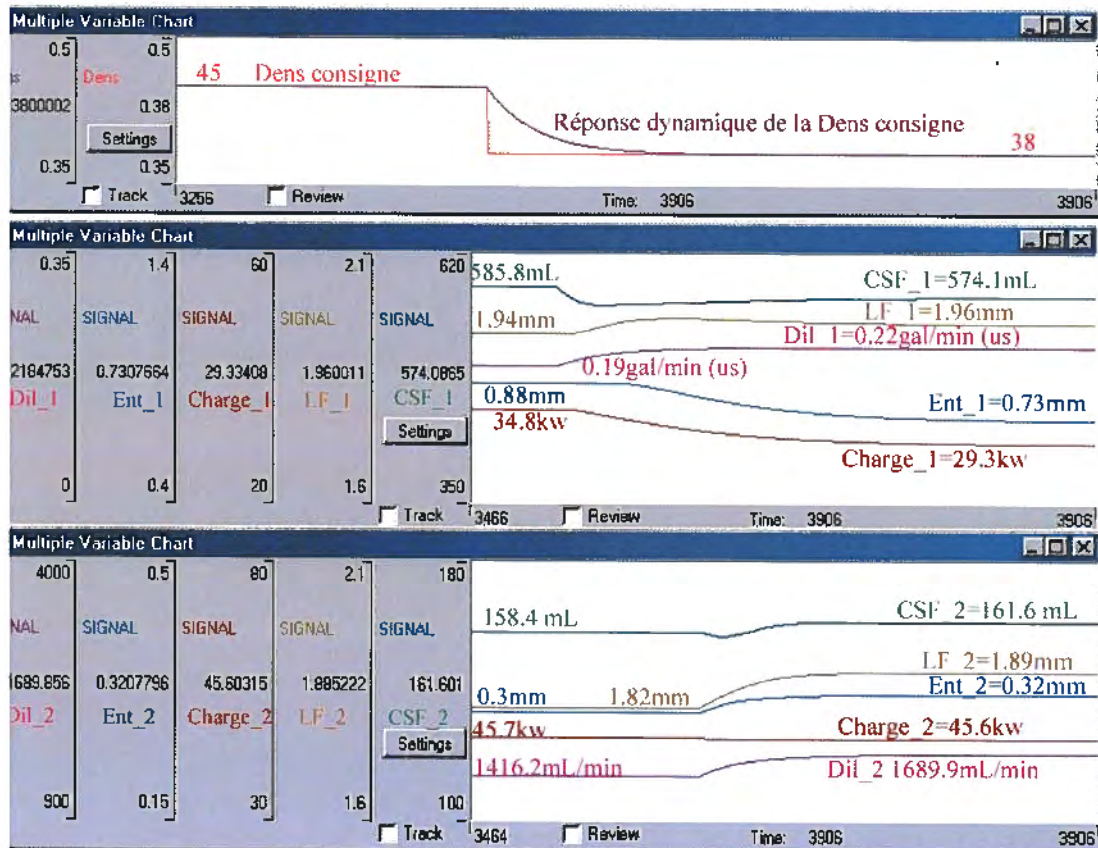 Multiple Variable Chart
0.5 0.5
s Dens
3800002 0.38
Settings
0.35 0.35
Track
45 Dens consigne
Réponse dynamique de la Dens consigne
38
3256 Review Time: 3906 3906
Multiple Variable Chart
0.35 1.4 60 2.1 620
NAL SIGNAL SIGNAL SIGNAL SIGNAL
2184753 0.7307664 29.33408 1.960011 574.0865
Dil_1 Ent_1 Charge_1 LF_1 CSF_1
Settings
0 0.4 20 1.6 350
Track
585.8mL
CSF_1=574.1mL
1.94mm
LF_1=1.96mm
Dil_1=0.22gal/min (us)
0.19gal/min (us)
0.88mm
Ent_1=0.73mm
34.8kw
Charge_1=29.3kw
3466 Review Time: 3906 3906
Multiple Variable Chart
4000 0.5 80 2.1 180
NAL SIGNAL SIGNAL SIGNAL SIGNAL
1689.856 0.3207796 45.60315 1.885222 161.601
Dil_2 Ent_2 Charge_2 LF_2 CSF_2
Settings
900 0.15 30 1.6 100
Track
158.4 mL
CSF_2=161.6 mL
LF_2=1.89mm
0.3mm 1.82mm
Ent_2=0.32mm
45.7kw
Charge_2=45.6kw
1416.2mL/min
Dil_2 1689.9mL/min
3464 Review Time: 3906 3906